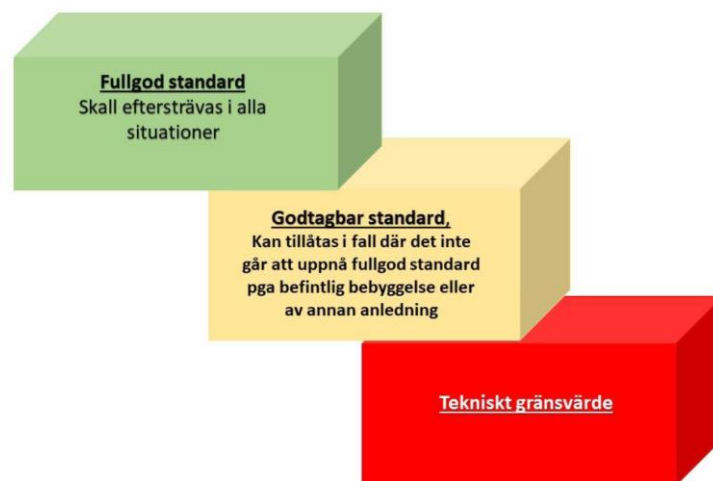 Fullgod standard
Skall eftersträvas i alla
situationer
Godtagbar standard,
Kan tillåtas i fall där det inte
går att uppnå fullgod standard
pga befintlig bebyggelse eller
av annan anledning
Tekniskt gränsvärde